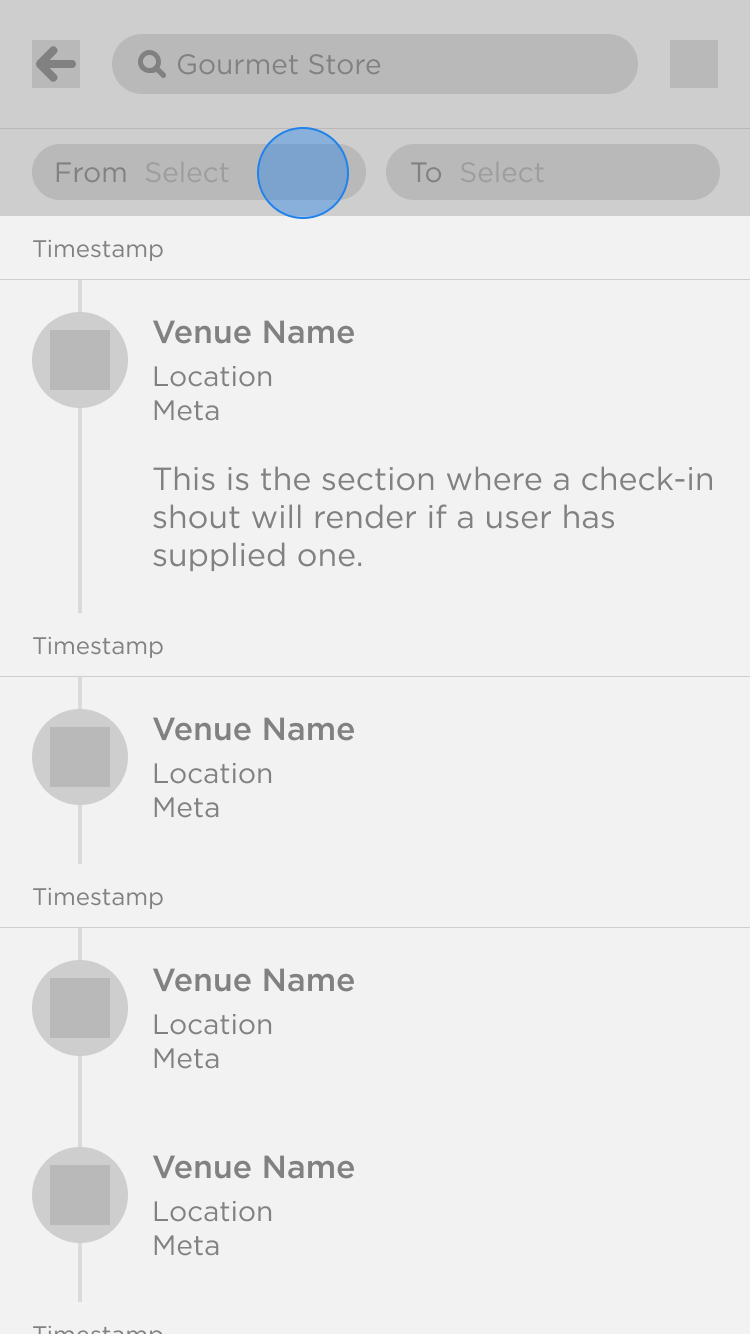 Gourmet Store
From Select To Select
Timestamp
Venue Name
Location
Meta
This is the section where a check-in
shout will render if a user has
supplied one.
Timestamp
Venue Name
Location
Meta
Timestamp
Venue Name
Location
Meta
Venue Name
Location
Meta
Timestamp